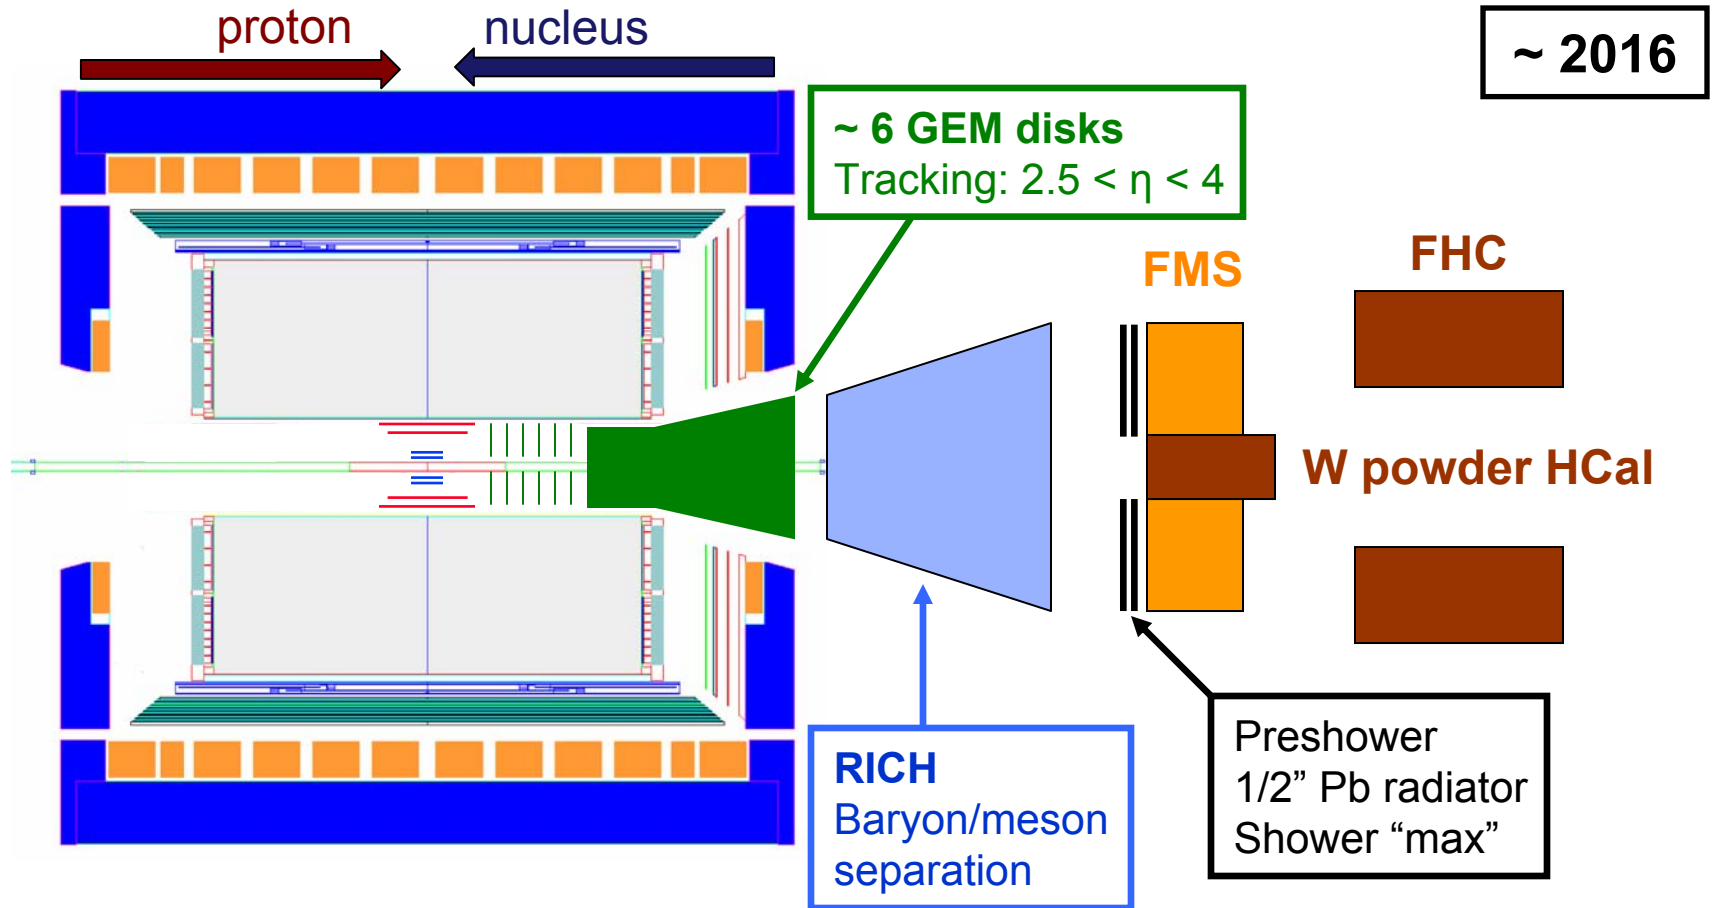 proton
nucleus
~ 2016
~ 6 GEM disks
Tracking: 2.5 < η < 4
FMS
FHC
W powder HCal
RICH
Baryon/meson
separation
Preshower
1/2” Pb radiator
Shower “max”